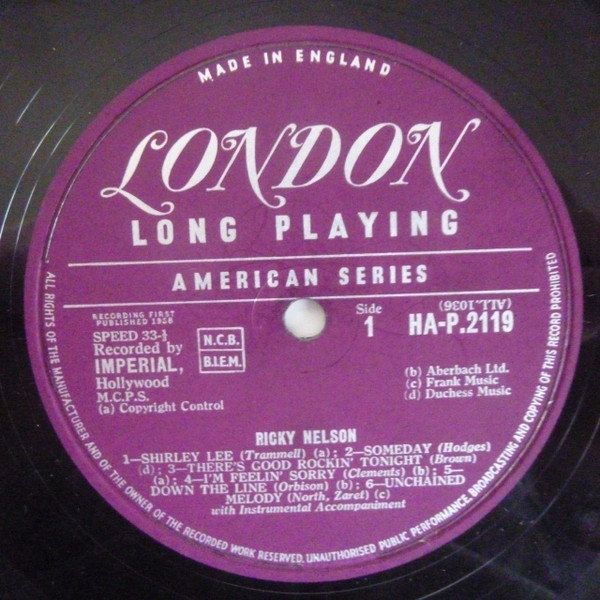 MADE IN ENGLAND
LONDON
LONG PLAYING
AMERICAN SERIES
RECORDING FIRST
PUBLISHED 1958
SPEED 33-⅓
Recorded by
IMPERIAL,
Hollywood
M.C.P.S.
(a) Copyright Control
N.C.B.
B.I.E.M.
Side
1
(ALL.1036)
HA-P.2119
(b) Aberbach Ltd.
(c) Frank Music
(d) Duchess Music
RICKY NELSON
1—SHIRLEY LEE (Trammell) (a); 2—SOMEDAY (Hodges)
(d); 3—THERE'S GOOD ROCKIN' TONIGHT (Brown)
(a); 4—I'M FEELIN' SORRY (Clements) (b); 5—
DOWN THE LINE (Orbison) (b); 6—UNCHAINED
MELODY (North, Zaret) (c)
with Instrumental Accompaniment
ALL RIGHTS OF THE MANUFACTURER AND OF THE OWNER OF THE RECORDED WORK RESERVED. UNAUTHORISED PUBLIC PERFORMANCE, BROADCASTING AND COPYING OF THIS RECORD PROHIBITED